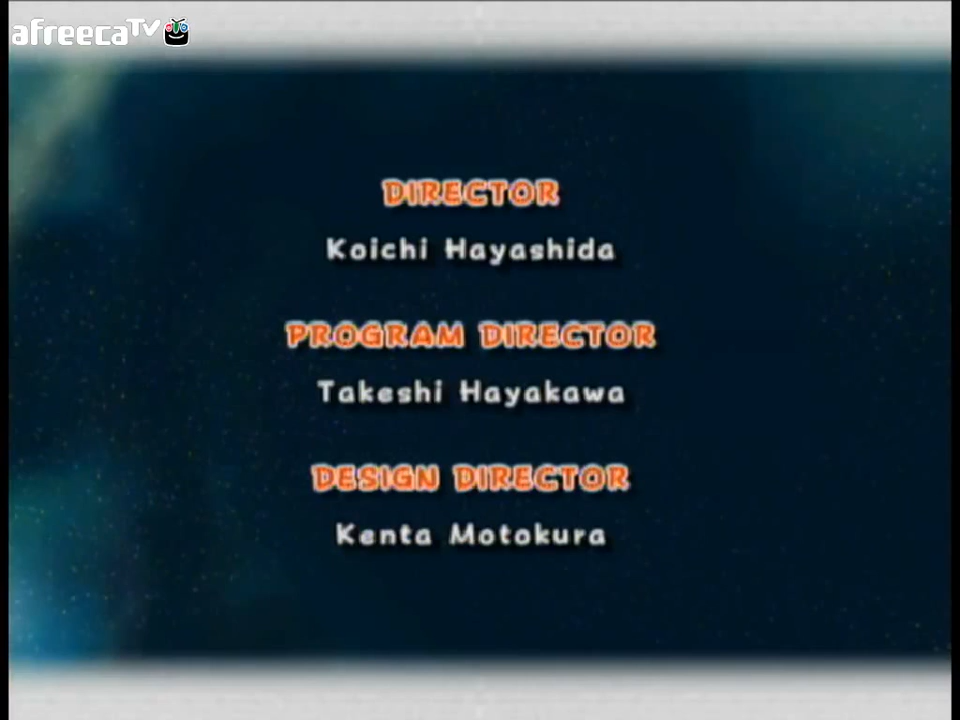 afreecaTV
DIRECTOR
Koichi Hayashida
PROGRAM DIRECTOR
Takeshi Hayakawa
DESIGN DIRECTOR
Kenta Motokura